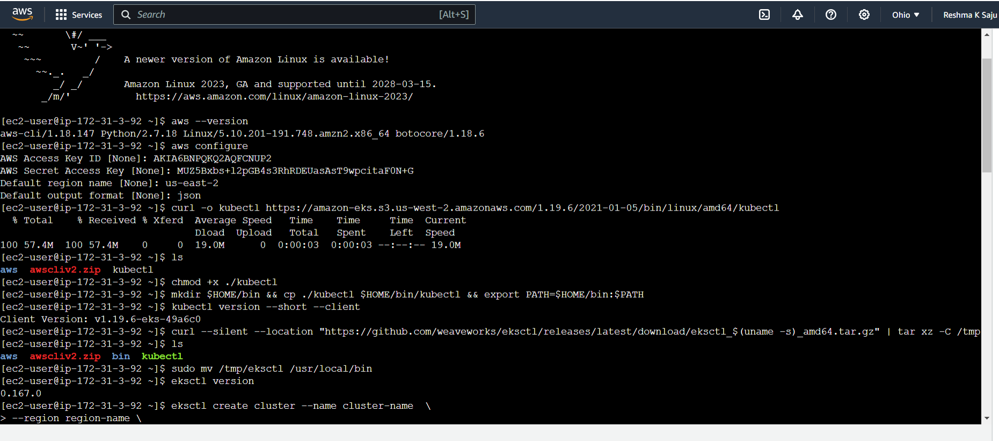 aws
Services
Search
[Alt+S]
Ohio ▼
Reshma K Saju
~~ \#/ ___
~~ V~' '->
~~~ / A newer version of Amazon Linux is available!
~~._. _/
_/ _/ Amazon Linux 2023, GA and supported until 2028-03-15.
_/m/' https://aws.amazon.com/linux/amazon-linux-2023/
[ec2-user@ip-172-31-3-92 ~]$ aws --version
aws-cli/1.18.147 Python/2.7.18 Linux/5.10.201-191.748.amzn2.x86_64 botocore/1.18.6
[ec2-user@ip-172-31-3-92 ~]$ aws configure
AWS Access Key ID [None]: AKIA6BNPQKQ2AQFCNUP2
AWS Secret Access Key [None]: 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
Default region name [None]: us-east-2
Default output format [None]: json
[ec2-user@ip-172-31-3-92 ~]$ curl -o kubectl https://amazon-eks.s3.us-west-2.amazonaws.com/1.19.6/2021-01-05/bin/linux/amd64/kubectl
% Total % Received % Xferd Average Speed Time Time Time Current
Dload Upload Total Spent Left Speed
100 57.4M 100 57.4M 0 0 19.0M 0 0:00:03 0:00:03 --:--:-- 19.0M
[ec2-user@ip-172-31-3-92 ~]$ ls
aws awscliv2.zip kubectl
[ec2-user@ip-172-31-3-92 ~]$ chmod +x ./kubectl
[ec2-user@ip-172-31-3-92 ~]$ mkdir $HOME/bin && cp ./kubectl $HOME/bin/kubectl && export PATH=$HOME/bin:$PATH
[ec2-user@ip-172-31-3-92 ~]$ kubectl version --short --client
Client Version: v1.19.6-eks-49a6c0
[ec2-user@ip-172-31-3-92 ~]$ curl --silent --location "https://github.com/weaveworks/eksctl/releases/latest/download/eksctl_$(uname -s)_amd64.tar.gz" | tar xz -C /tmp
[ec2-user@ip-172-31-3-92 ~]$ ls
aws awscliv2.zip bin kubectl
[ec2-user@ip-172-31-3-92 ~]$ sudo mv /tmp/eksctl /usr/local/bin
[ec2-user@ip-172-31-3-92 ~]$ eksctl version
0.167.0
[ec2-user@ip-172-31-3-92 ~]$ eksctl create cluster --name cluster-name \
> --region region-name \